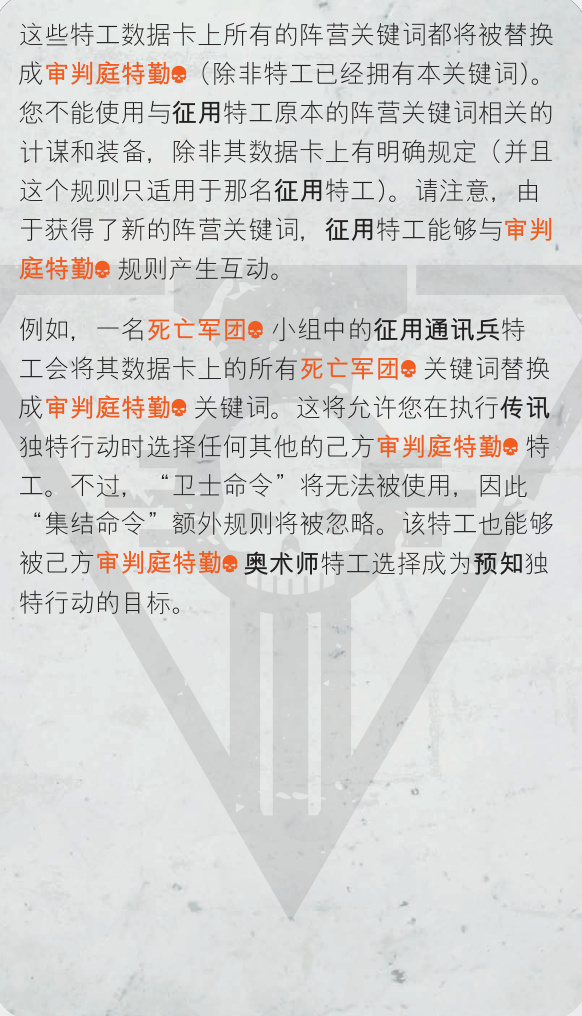 这些特工数据卡上所有的阵营关键词都将被替换
成审判庭特勤💀（除非特工已经拥有本关键词）。
您不能使用与征用特工原本的阵营关键词相关的
计谋和装备，除非其数据卡上有明确规定（并且
这个规则只适用于那名征用特工）。请注意，由
于获得了新的阵营关键词，征用特工能够与审判
庭特勤💀 规则产生互动。
例如，一名死亡军团💀 小组中的征用通讯兵特
工会将其数据卡上的所有死亡军团💀 关键词替换
成审判庭特勤💀 关键词。这将允许您在执行传讯
独特行动时选择任何其他的己方审判庭特勤💀 特
工。不过，“卫士命令”将无法被使用，因此
“集结命令”额外规则将被忽略。该特工也能够
被己方审判庭特勤💀 奥术师特工选择成为预知独
特行动的目标。